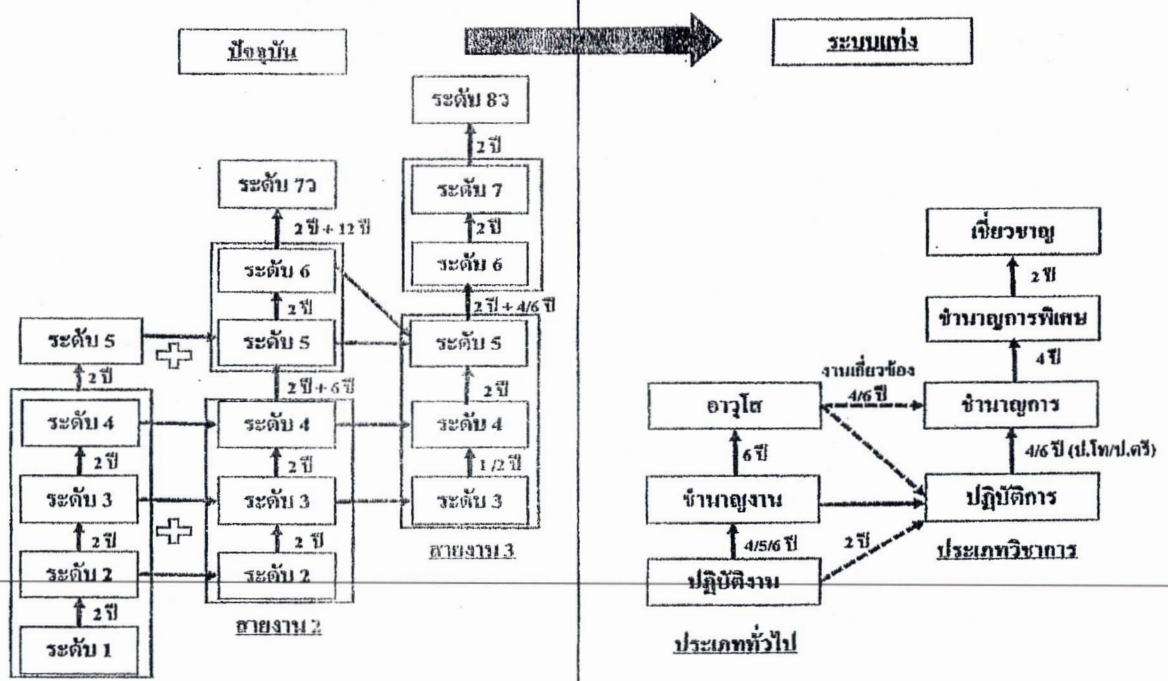 ปัจจุบัน
ระบบแท่ง
ระดับ 8ว
2 ปี
ระดับ 7
2 ปี
ระดับ 6
2 ปี + 4/6 ปี
ระดับ 5
2 ปี
ระดับ 4
1 /2 ปี
ระดับ 3
สายงาน 3
ระดับ 7ว
2 ปี + 12 ปี
ระดับ 6
2 ปี
ระดับ 5
2 ปี + 6 ปี
ระดับ 4
2 ปี
ระดับ 3
2 ปี
ระดับ 2
สายงาน 2
ระดับ 5
2 ปี
ระดับ 4
2 ปี
ระดับ 3
2 ปี
ระดับ 2
2 ปี
ระดับ 1
เชี่ยวชาญ
2 ปี
ชำนาญการพิเศษ
4 ปี
ชำนาญการ
4/6 ปี (ป.โท/ป.ตรี)
ปฏิบัติการ
ประเภทวิชาการ
งานเกี่ยวข้อง
4/6 ปี
อาวุโส
6 ปี
ชำนาญงาน
4/5/6 ปี
2 ปี
ปฏิบัติงาน
ประเภททั่วไป